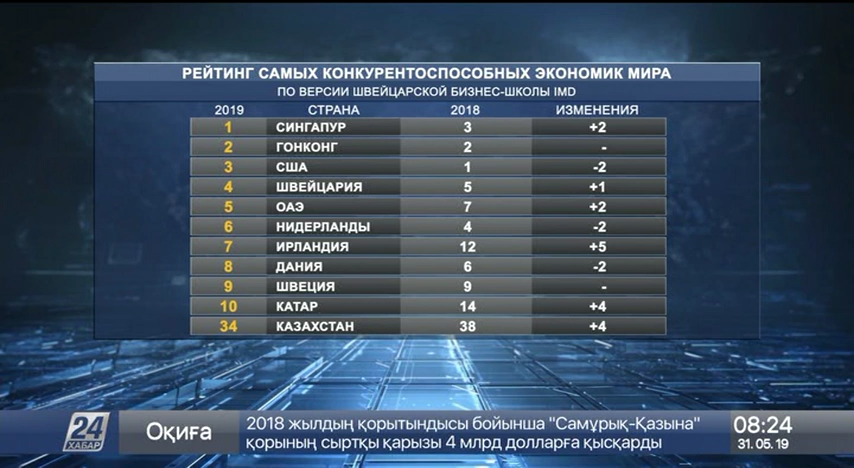 РЕЙТИНГ САМЫХ КОНКУРЕНТОСПОСОБНЫХ ЭКОНОМИК МИРА
ПО ВЕРСИИ ШВЕЙЦАРСКОЙ БИЗНЕС-ШКОЛЫ IMD
2019 СТРАНА 2018 ИЗМЕНЕНИЯ
1 СИНГАПУР 3 +2
2 ГОНКОНГ 2 -
3 США 1 -2
4 ШВЕЙЦАРИЯ 5 +1
5 ОАЭ 7 +2
6 НИДЕРЛАНДЫ 4 -2
7 ИРЛАНДИЯ 12 +5
8 ДАНИЯ 6 -2
9 ШВЕЦИЯ 9 -
10 КАТАР 14 +4
34 КАЗАХСТАН 38 +4
24 ХАБАР
Оқиға
2018 жылдың қорытындысы бойынша "Самұрық-Қазына"
қорының сыртқы қарызы 4 млрд долларға қысқарды
08:24
31.05.19